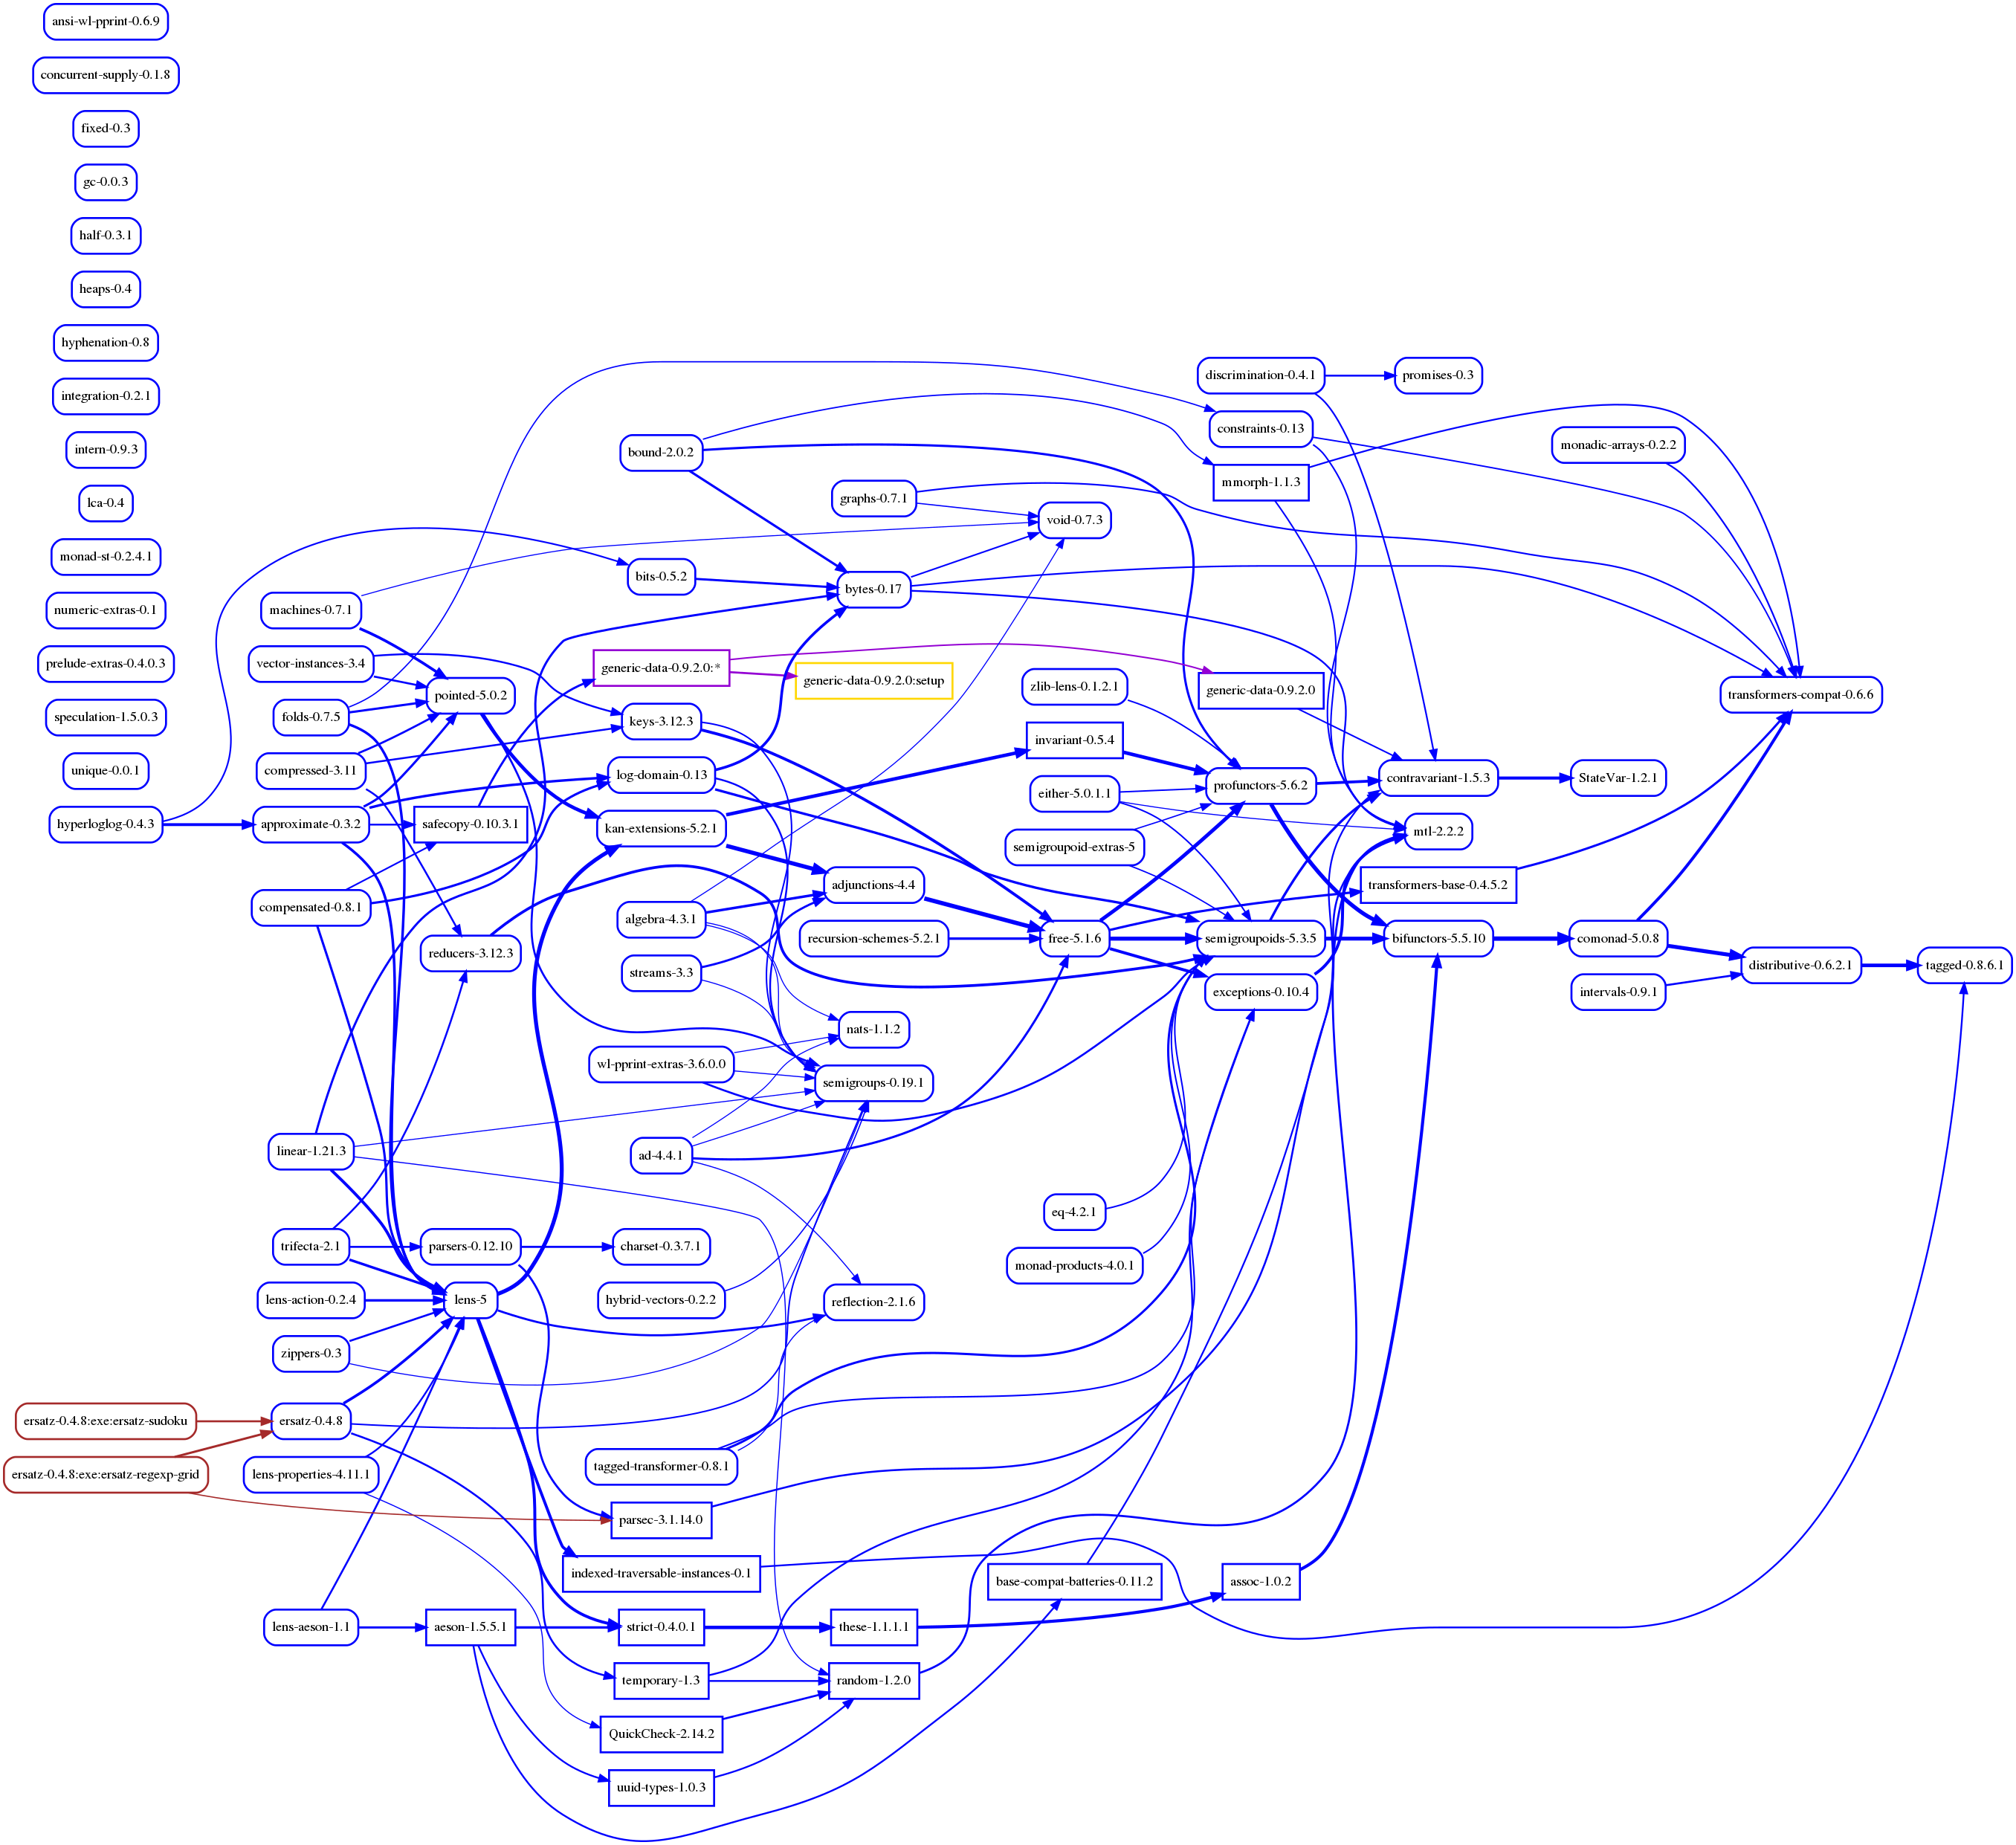 ansi-wl-pprint-0.6.9
concurrent-supply-0.1.8
fixed-0.3
gc-0.0.3
half-0.3.1
heaps-0.4
hyphenation-0.8
integration-0.2.1
intern-0.9.3
lca-0.4
monad-st-0.2.4.1
numeric-extras-0.1
prelude-extras-0.4.0.3
speculation-1.5.0.3
unique-0.0.1
hyperloglog-0.4.3
ersatz-0.4.8:exe:ersatz-sudoku
ersatz-0.4.8:exe:ersatz-regexp-grid
machines-0.7.1
vector-instances-3.4
folds-0.7.5
compressed-3.11
approximate-0.3.2
compensated-0.8.1
linear-1.21.3
trifecta-2.1
lens-action-0.2.4
zippers-0.3
ersatz-0.4.8
lens-properties-4.11.1
lens-aeson-1.1
pointed-5.0.2
safecopy-0.10.3.1
reducers-3.12.3
parsers-0.12.10
lens-5
aeson-1.5.5.1
bound-2.0.2
bits-0.5.2
generic-data-0.9.2.0:*
keys-3.12.3
log-domain-0.13
kan-extensions-5.2.1
algebra-4.3.1
streams-3.3
wl-pprint-extras-3.6.0.0
ad-4.4.1
charset-0.3.7.1
hybrid-vectors-0.2.2
tagged-transformer-0.8.1
parsec-3.1.14.0
indexed-traversable-instances-0.1
strict-0.4.0.1
temporary-1.3
QuickCheck-2.14.2
uuid-types-1.0.3
graphs-0.7.1
bytes-0.17
generic-data-0.9.2.0:setup
adjunctions-4.4
recursion-schemes-5.2.1
nats-1.1.2
semigroups-0.19.1
reflection-2.1.6
these-1.1.1.1
random-1.2.0
void-0.7.3
zlib-lens-0.1.2.1
invariant-0.5.4
either-5.0.1.1
semigroupoid-extras-5
free-5.1.6
eq-4.2.1
monad-products-4.0.1
base-compat-batteries-0.11.2
discrimination-0.4.1
constraints-0.13
mmorph-1.1.3
generic-data-0.9.2.0
profunctors-5.6.2
semigroupoids-5.3.5
exceptions-0.10.4
assoc-1.0.2
promises-0.3
contravariant-1.5.3
mtl-2.2.2
transformers-base-0.4.5.2
bifunctors-5.5.10
monadic-arrays-0.2.2
StateVar-1.2.1
comonad-5.0.8
intervals-0.9.1
transformers-compat-0.6.6
distributive-0.6.2.1
tagged-0.8.6.1